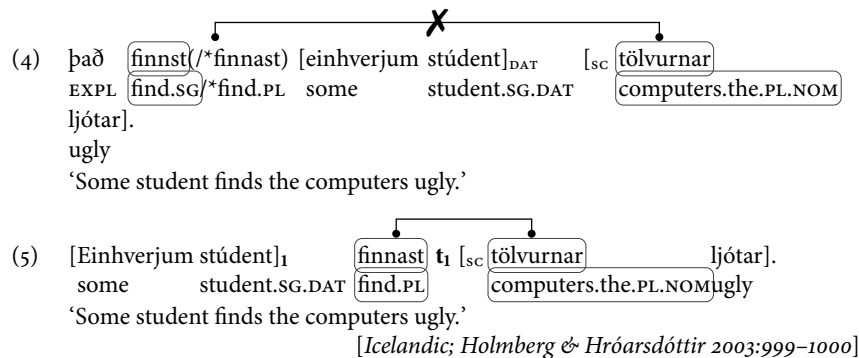 ✗
(4) það finnst(/*finnast) [einhverjum stúdent]DAT [SC tölvurnar
EXPL find.SG/*find.PL some student.SG.DAT computers.the.PL.NOM
ljótar].
ugly
‘Some student finds the computers ugly.’
(5) [Einhverjum stúdent]1 finnast t1 [SC tölvurnar ljótar].
some student.SG.DAT find.PL computers.the.PL.NOM ugly
‘Some student finds the computers ugly.’
[Icelandic; Holmberg & Hróarsdóttir 2003:999–1000]